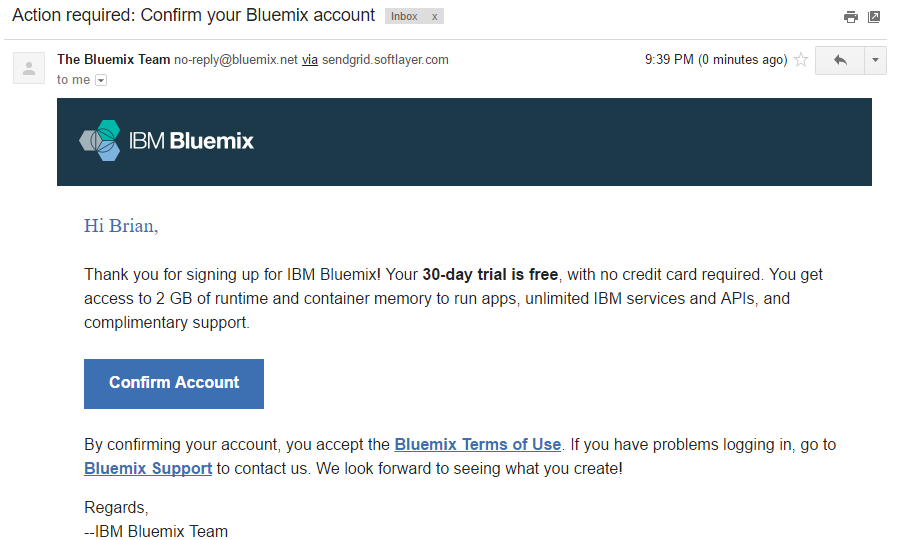 Action required: Confirm your Bluemix account Inbox x
The Bluemix Team no-reply@bluemix.net via sendgrid.softlayer.com 9:39 PM (0 minutes ago)
to me
IBM Bluemix
Hi Brian,
Thank you for signing up for IBM Bluemix! Your 30-day trial is free, with no credit card required. You get
access to 2 GB of runtime and container memory to run apps, unlimited IBM services and APIs, and
complimentary support.
Confirm Account
By confirming your account, you accept the Bluemix Terms of Use. If you have problems logging in, go to
Bluemix Support to contact us. We look forward to seeing what you create!
Regards,
--IBM Bluemix Team